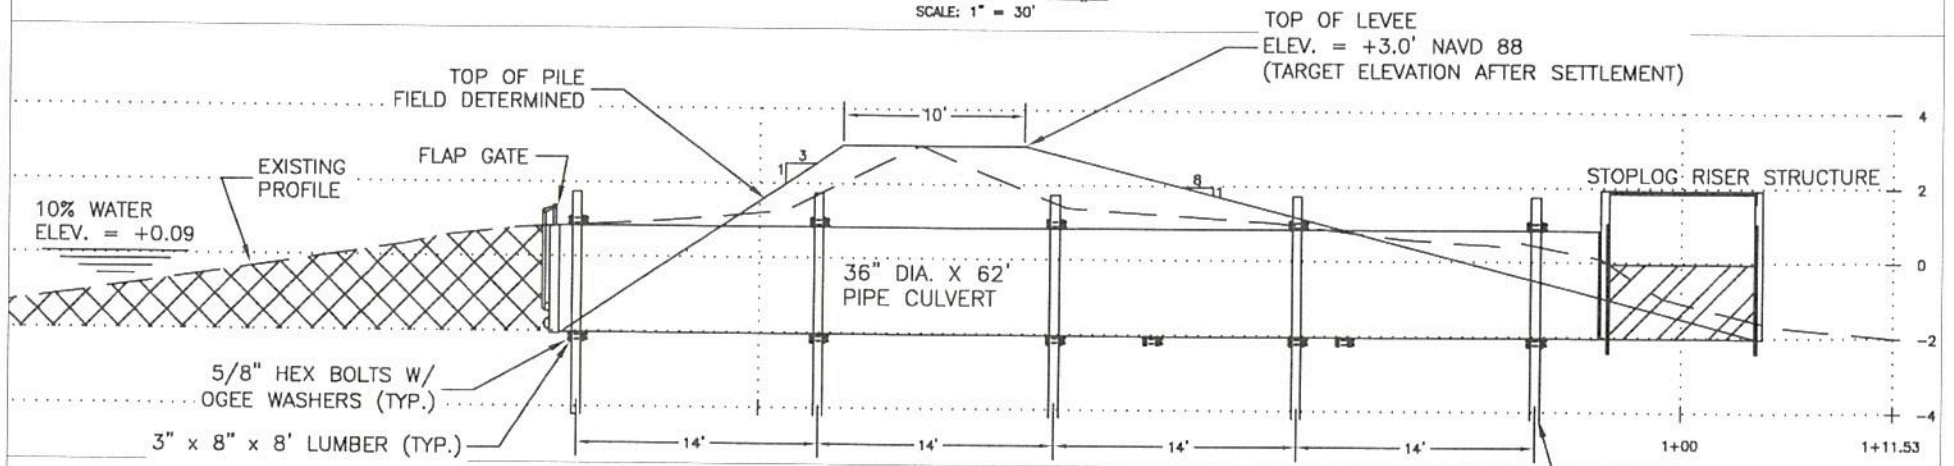 SCALE: 1" = 30'
TOP OF LEVEE
ELEV. = +3.0' NAVD 88
(TARGET ELEVATION AFTER SETTLEMENT)
TOP OF PILE
FIELD DETERMINED
10'
4
EXISTING
PROFILE
FLAP GATE
3
1
8
1
STOPLOG RISER STRUCTURE
2
10% WATER
ELEV. = +0.09
36" DIA. X 62'
PIPE CULVERT
0
-2
5/8" HEX BOLTS W/
OGEE WASHERS (TYP.)
-4
3" x 8" x 8' LUMBER (TYP.)
14'
14'
14'
14'
1+00
1+11.53